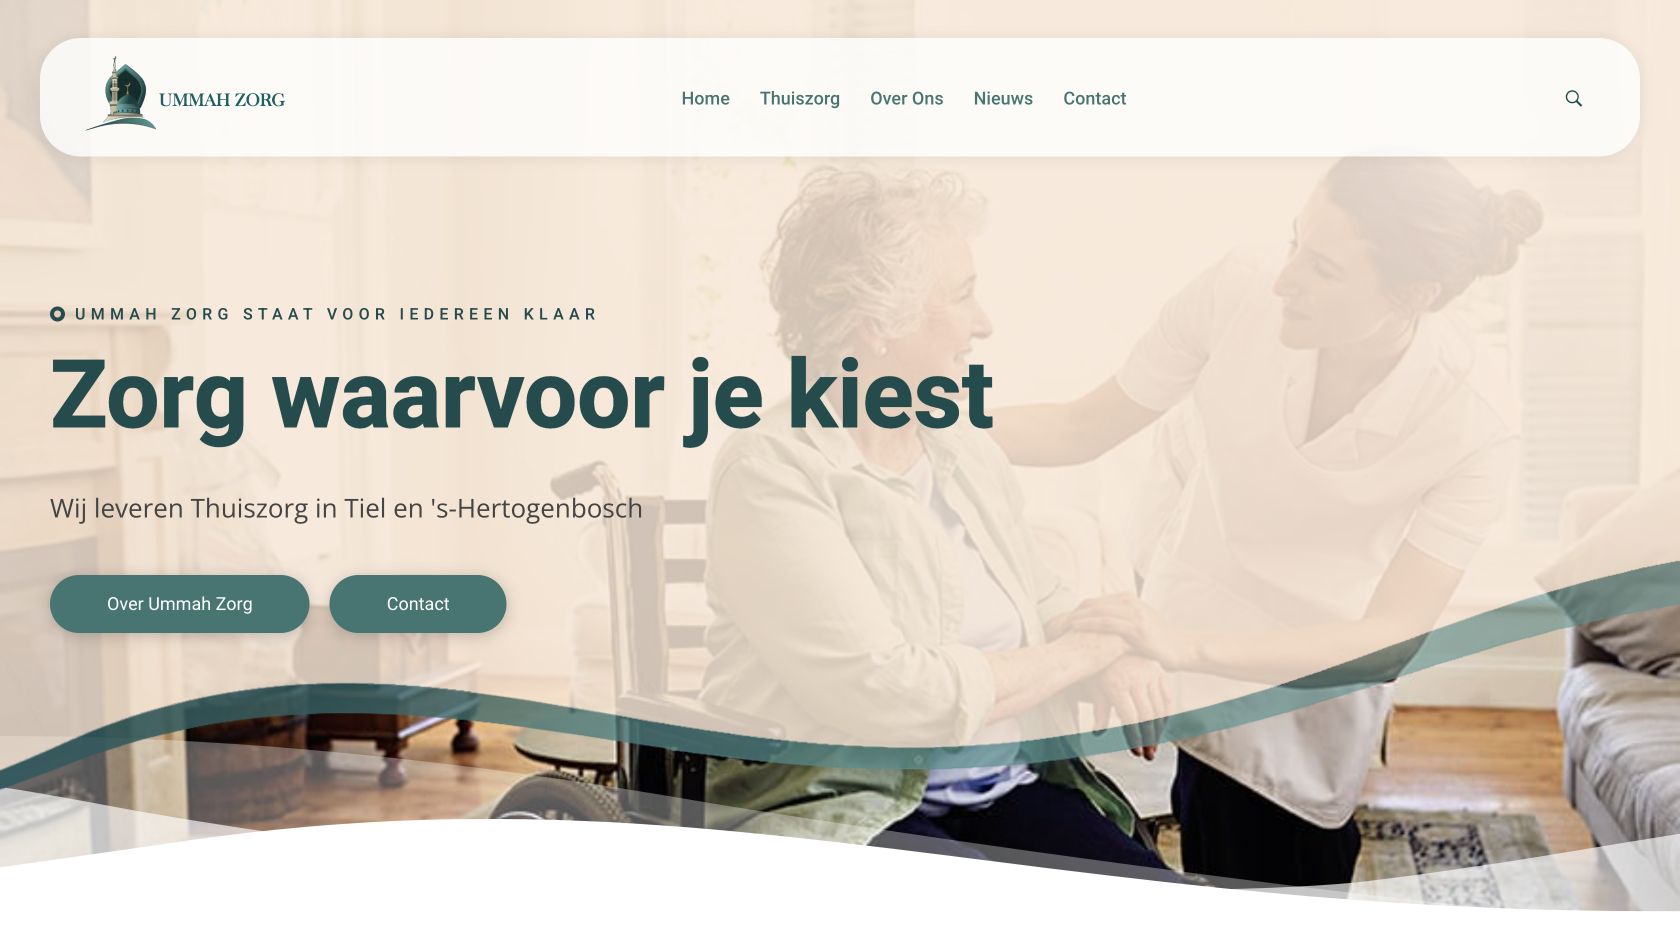 UMMAH ZORG
Home
Thuiszorg
Over Ons
Nieuws
Contact
UMMAH ZORG STAAT VOOR IEDEREEN KLAAR
Zorg waarvoor je kiest
Wij leveren Thuiszorg in Tiel en 's-Hertogenbosch
Over Ummah Zorg
Contact